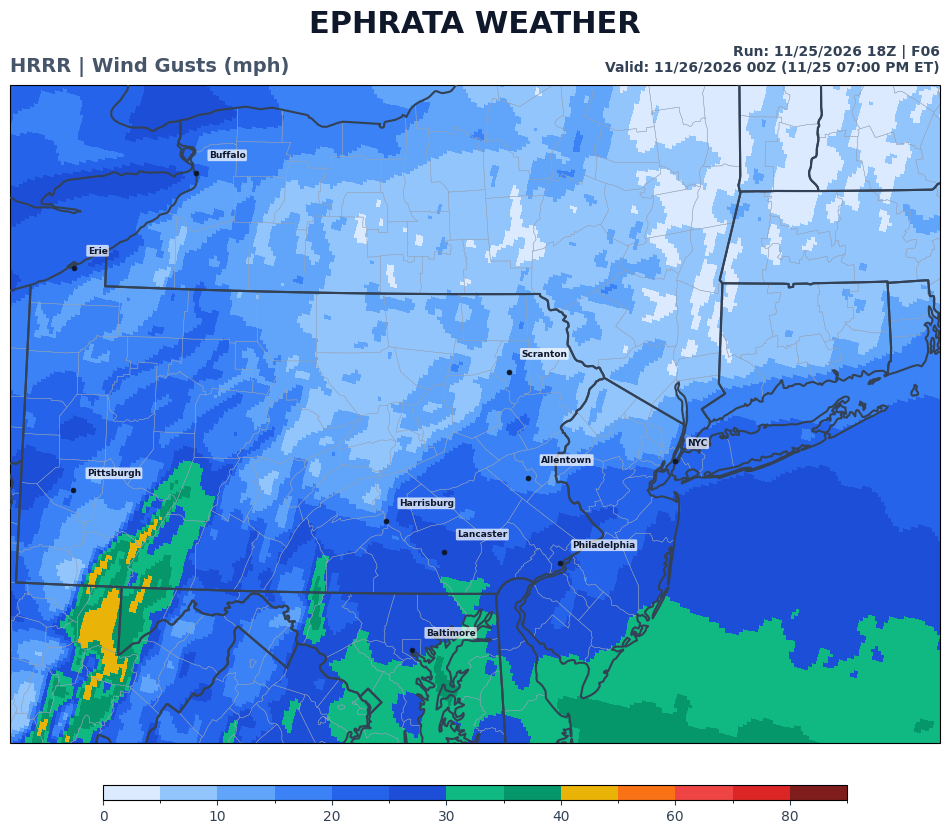 EPHRATA WEATHER
HRRR | Wind Gusts (mph)
Run: 11/25/2026 18Z | F06
Valid: 11/26/2026 00Z (11/25 07:00 PM ET)
Buffalo
Erie
Scranton
NYC
Allentown
Pittsburgh
Harrisburg
Lancaster
Philadelphia
Baltimore
0 10 20 30 40 50 60 70 80